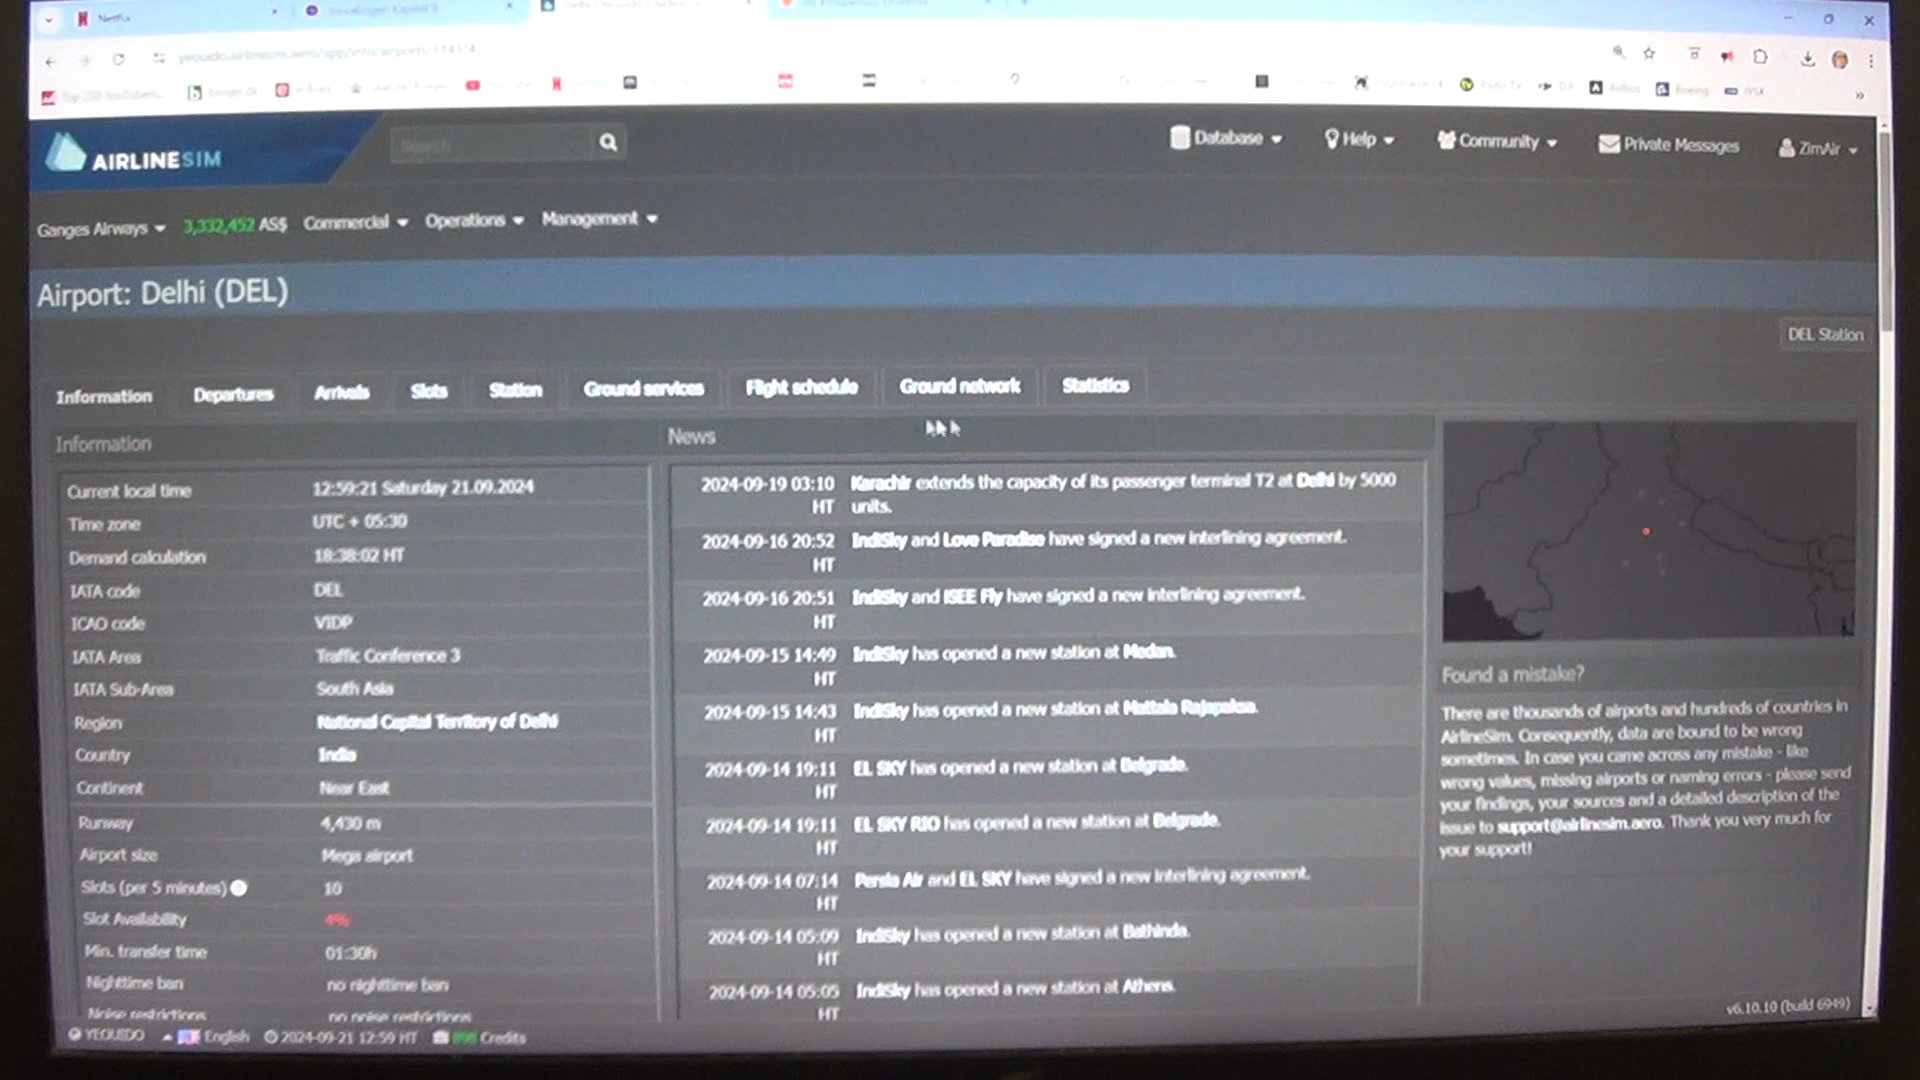 Netflix
AIRLINESIM
Search
Database
Help
Community
Private Messages
ZimAir
Ganges Airways
3,332,452 AS$
Commercial
Operations
Management
Airport: Delhi (DEL)
DEL Station
Information
Departures
Arrivals
Slots
Station
Ground services
Flight schedule
Ground network
Statistics
Information
Current local time 12:59:21 Saturday 21.09.2024
Time zone UTC + 05:30
Demand calculation 18:38:02 HT
IATA code DEL
ICAO code VIDP
IATA Area Traffic Conference 3
IATA Sub-Area South Asia
Region National Capital Territory of Delhi
Country India
Continent Near East
Runway 4,430 m
Airport size Mega airport
Slots (per 5 minutes) 10
Slot Availability 4%
Min. transfer time 01:30h
Nighttime ban no nighttime ban
Noise restrictions no noise restrictions
News
2024-09-19 03:10 Karachir extends the capacity of its passenger terminal T2 at Delhi by 5000
HT units.
2024-09-16 20:52 IndiSky and Love Paradise have signed a new interlining agreement.
HT
2024-09-16 20:51 IndiSky and ISEE Fly have signed a new interlining agreement.
HT
2024-09-15 14:49 IndiSky has opened a new station at Medan.
HT
2024-09-15 14:43 IndiSky has opened a new station at Mattala Rajapaksa.
HT
2024-09-14 19:11 EL SKY has opened a new station at Belgrade.
HT
2024-09-14 19:11 EL SKY RIO has opened a new station at Belgrade.
HT
2024-09-14 07:14 Persia Air and EL SKY have signed a new interlining agreement.
HT
2024-09-14 05:09 IndiSky has opened a new station at Bathinda.
HT
2024-09-14 05:05 IndiSky has opened a new station at Athens.
HT
Found a mistake?
There are thousands of airports and hundreds of countries in
AirlineSim. Consequently, data are bound to be wrong
sometimes. In case you came across any mistake - like
wrong values, missing airports or naming errors - please send
your findings, your sources and a detailed description of the
issue to support@airlinesim.aero. Thank you very much for
your support!
v6.10.10 (build 6949)
YEOUIDO
English
2024-09-21 12:59 HT
Credits